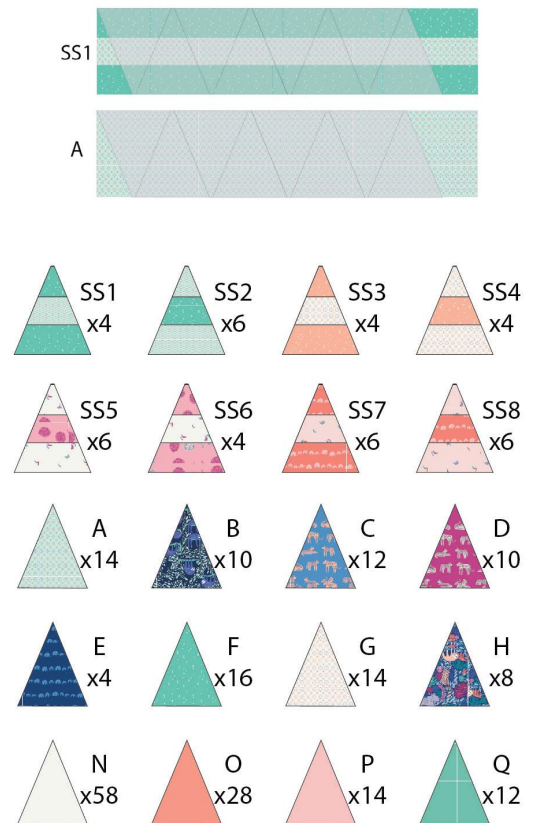 SS1
A
SS1 SS2 SS3 SS4
x4 x6 x4 x4
SS5 SS6 SS7 SS8
x6 x4 x6 x6
A B C D
x14 x10 x12 x10
E F G H
x4 x16 x14 x8
N O P Q
x58 x28 x14 x12